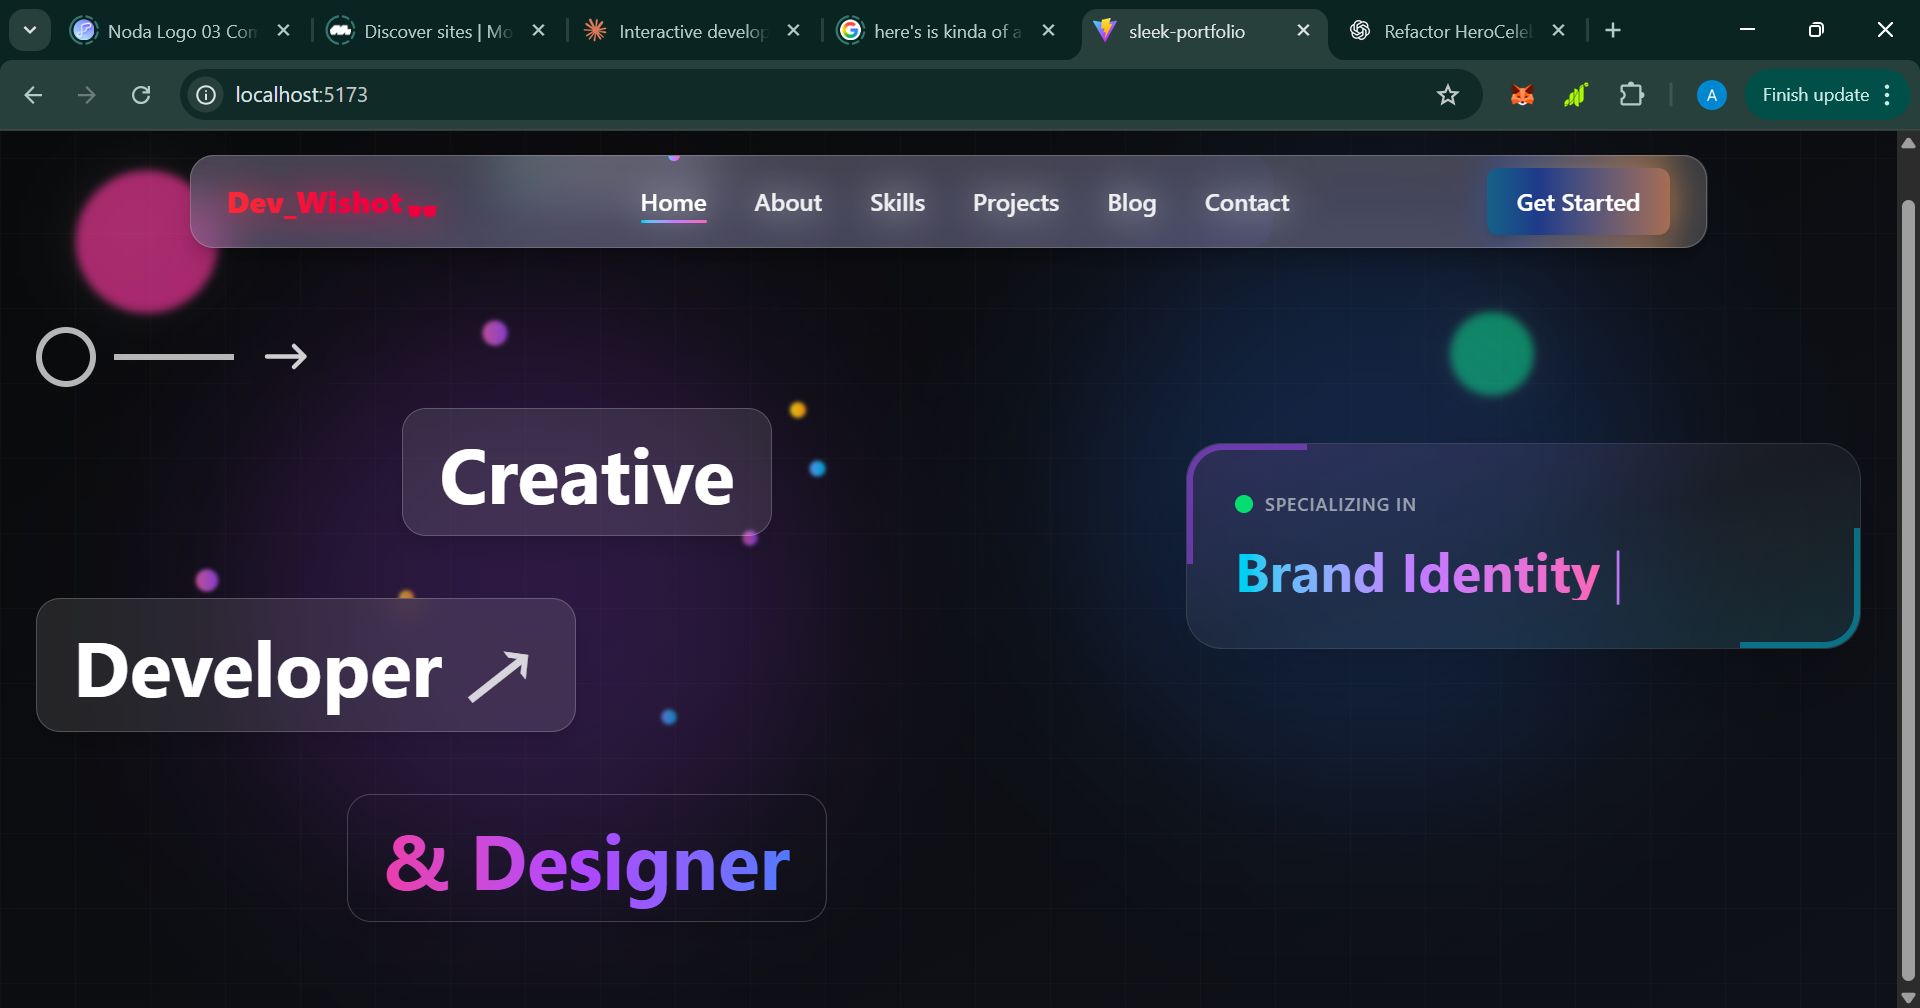 Noda Logo 03 Con
Discover sites | Mo
Interactive develop
here's is kinda of a
sleek-portfolio
Refactor HeroCele
localhost:5173
A
Finish update
Dev_Wishot
Home
About
Skills
Projects
Blog
Contact
Get Started
Creative
Developer
& Designer
SPECIALIZING IN
Brand Identity